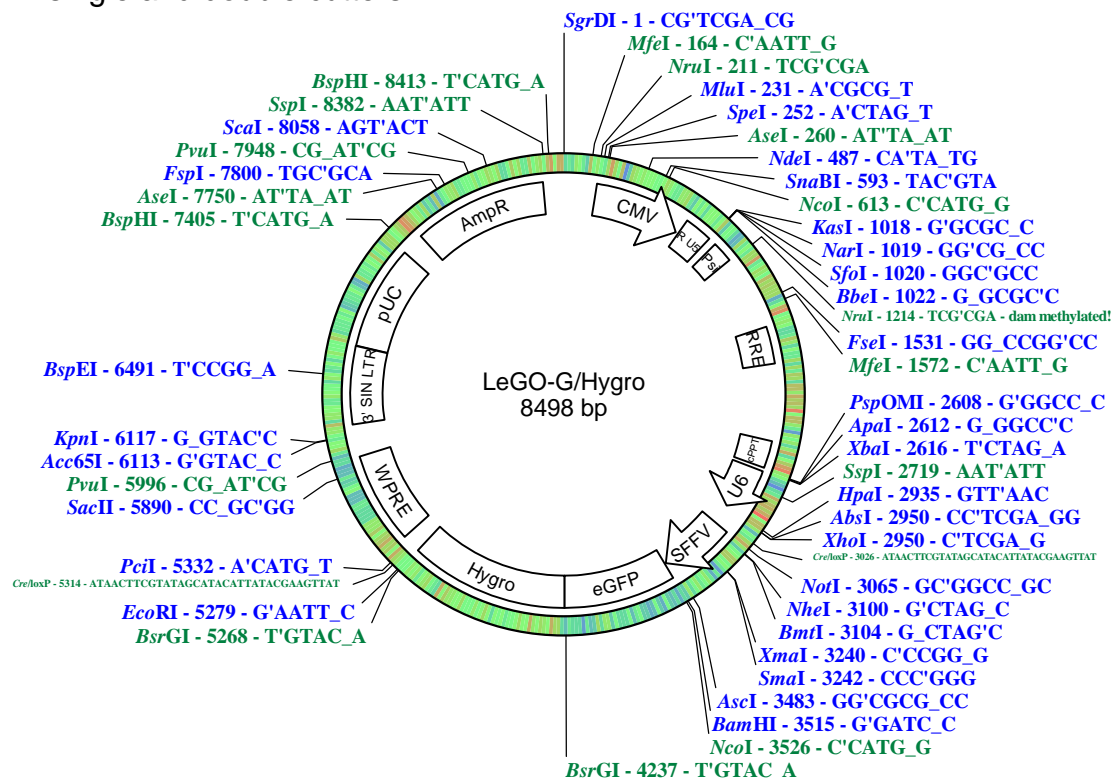 SgrDI - 1 - CG'TCGA_CG
MfeI - 164 - C'AATT_G
NruI - 211 - TCG'CGA
MluI - 231 - A'CGCG_T
SpeI - 252 - A'CTAG_T
AseI - 260 - AT'TA_AT
NdeI - 487 - CA'TA_TG
SnaBI - 593 - TAC'GTA
NcoI - 613 - C'CATG_G
KasI - 1018 - G'GCGC_C
NarI - 1019 - GG'CG_CC
SfoI - 1020 - GGC'GCC
BbeI - 1022 - G_GCGC'C
NruI - 1214 - TCG'CGA - dam methylated!
FseI - 1531 - GG_CCGG'CC
MfeI - 1572 - C'AATT_G
PspOMI - 2608 - G'GGCC_C
ApaI - 2612 - G_GGCC'C
XbaI - 2616 - T'CTAG_A
SspI - 2719 - AAT'ATT
HpaI - 2935 - GTT'AAC
AbsI - 2950 - CC'TCGA_GG
XhoI - 2950 - C'TCGA_G
Cre/loxP - 3026 - ATAACTTCGTATAGCATACATTATACGAAGTTAT
NotI - 3065 - GC'GGCC_GC
NheI - 3100 - G'CTAG_C
BmtI - 3104 - G_CTAG'C
XmaI - 3240 - C'CCGG_G
SmaI - 3242 - CCC'GGG
AscI - 3483 - GG'CGCG_CC
BamHI - 3515 - G'GATC_C
NcoI - 3526 - C'CATG_G
BsrGI - 4237 - T'GTAC_A
BspHI - 8413 - T'CATG_A
SspI - 8382 - AAT'ATT
ScaI - 8058 - AGT'ACT
PvuI - 7948 - CG_AT'CG
FspI - 7800 - TGC'GCA
AseI - 7750 - AT'TA_AT
BspHI - 7405 - T'CATG_A
BspEI - 6491 - T'CCGG_A
KpnI - 6117 - G_GTAC'C
Acc65I - 6113 - G'GTAC_C
PvuI - 5996 - CG_AT'CG
SacII - 5890 - CC_GC'GG
PciI - 5332 - A'CATG_T
Cre/loxP - 5314 - ATAACTTCGTATAGCATACATTATACGAAGTTAT
EcoRI - 5279 - G'AATT_C
BsrGI - 5268 - T'GTAC_A
CMV
R U5
Psi
RRE
cPPT
U6
SFFV
eGFP
Hygro
WPRE
3' SIN LTR
pUC
AmpR
LeGO-G/Hygro
8498 bp